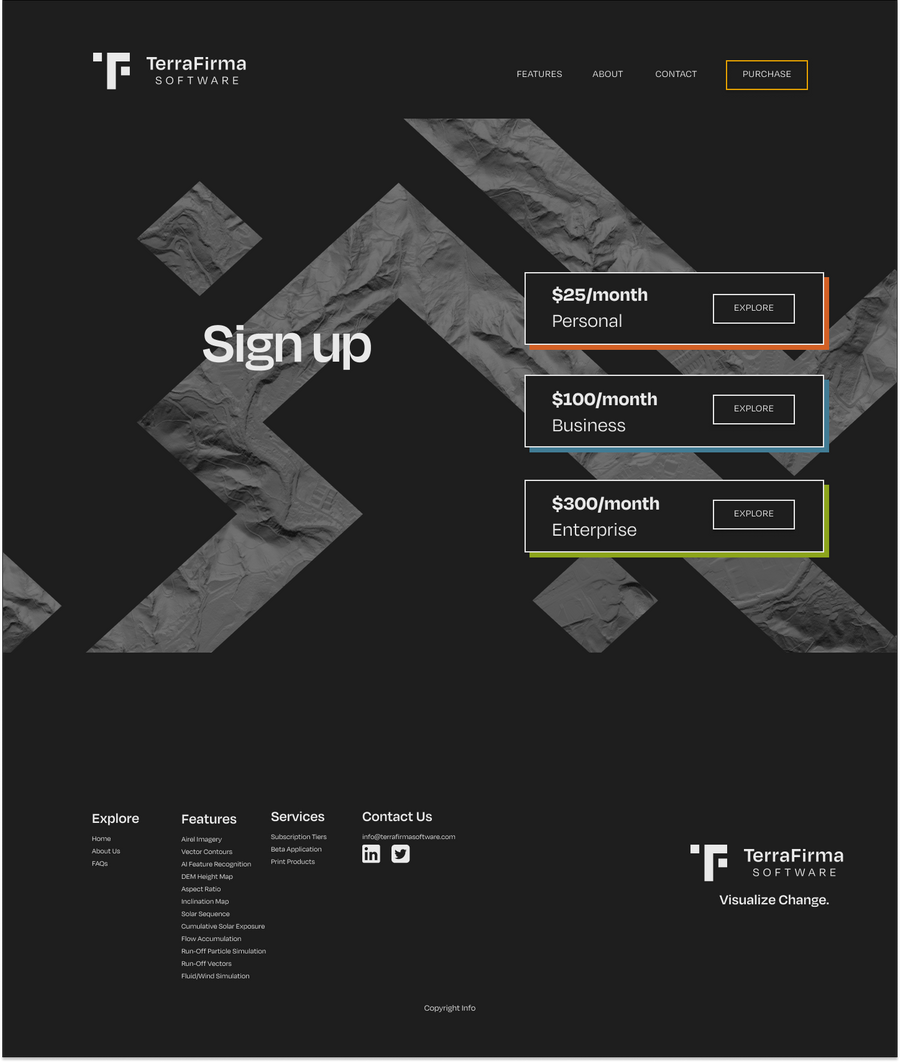 TerraFirma
SOFTWARE
FEATURES
ABOUT
CONTACT
PURCHASE
Sign up
$25/month
Personal
EXPLORE
$100/month
Business
EXPLORE
$300/month
Enterprise
EXPLORE
Explore
Home
About Us
FAQs
Features
Airel Imagery
Vector Contours
AI Feature Recognition
DEM Height Map
Aspect Ratio
Inclination Map
Solar Sequence
Cumulative Solar Exposure
Flow Accumulation
Run-Off Particle Simulation
Run-Off Vectors
Fluid/Wind Simulation
Services
Subscription Tiers
Beta Application
Print Products
Contact Us
info@terrafirmasoftware.com
in
TerraFirma
SOFTWARE
Visualize Change.
Copyright Info